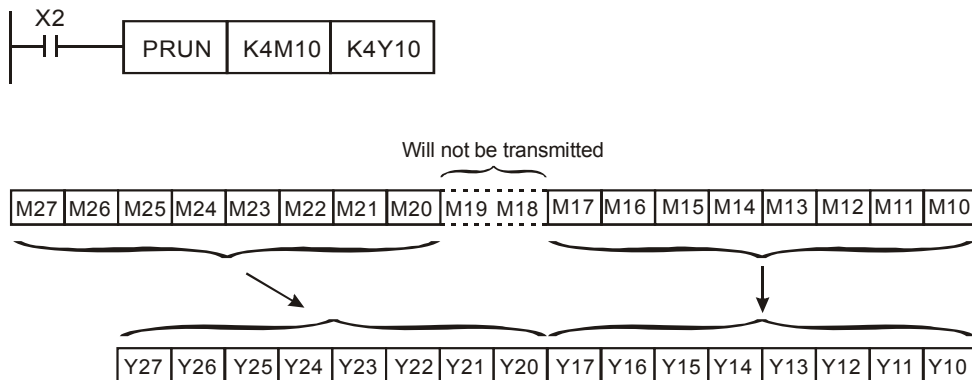 X2
PRUN K4M10 K4Y10
Will not be transmitted
M27 M26 M25 M24 M23 M22 M21 M20 M19 M18 M17 M16 M15 M14 M13 M12 M11 M10
Y27 Y26 Y25 Y24 Y23 Y22 Y21 Y20 Y17 Y16 Y15 Y14 Y13 Y12 Y11 Y10